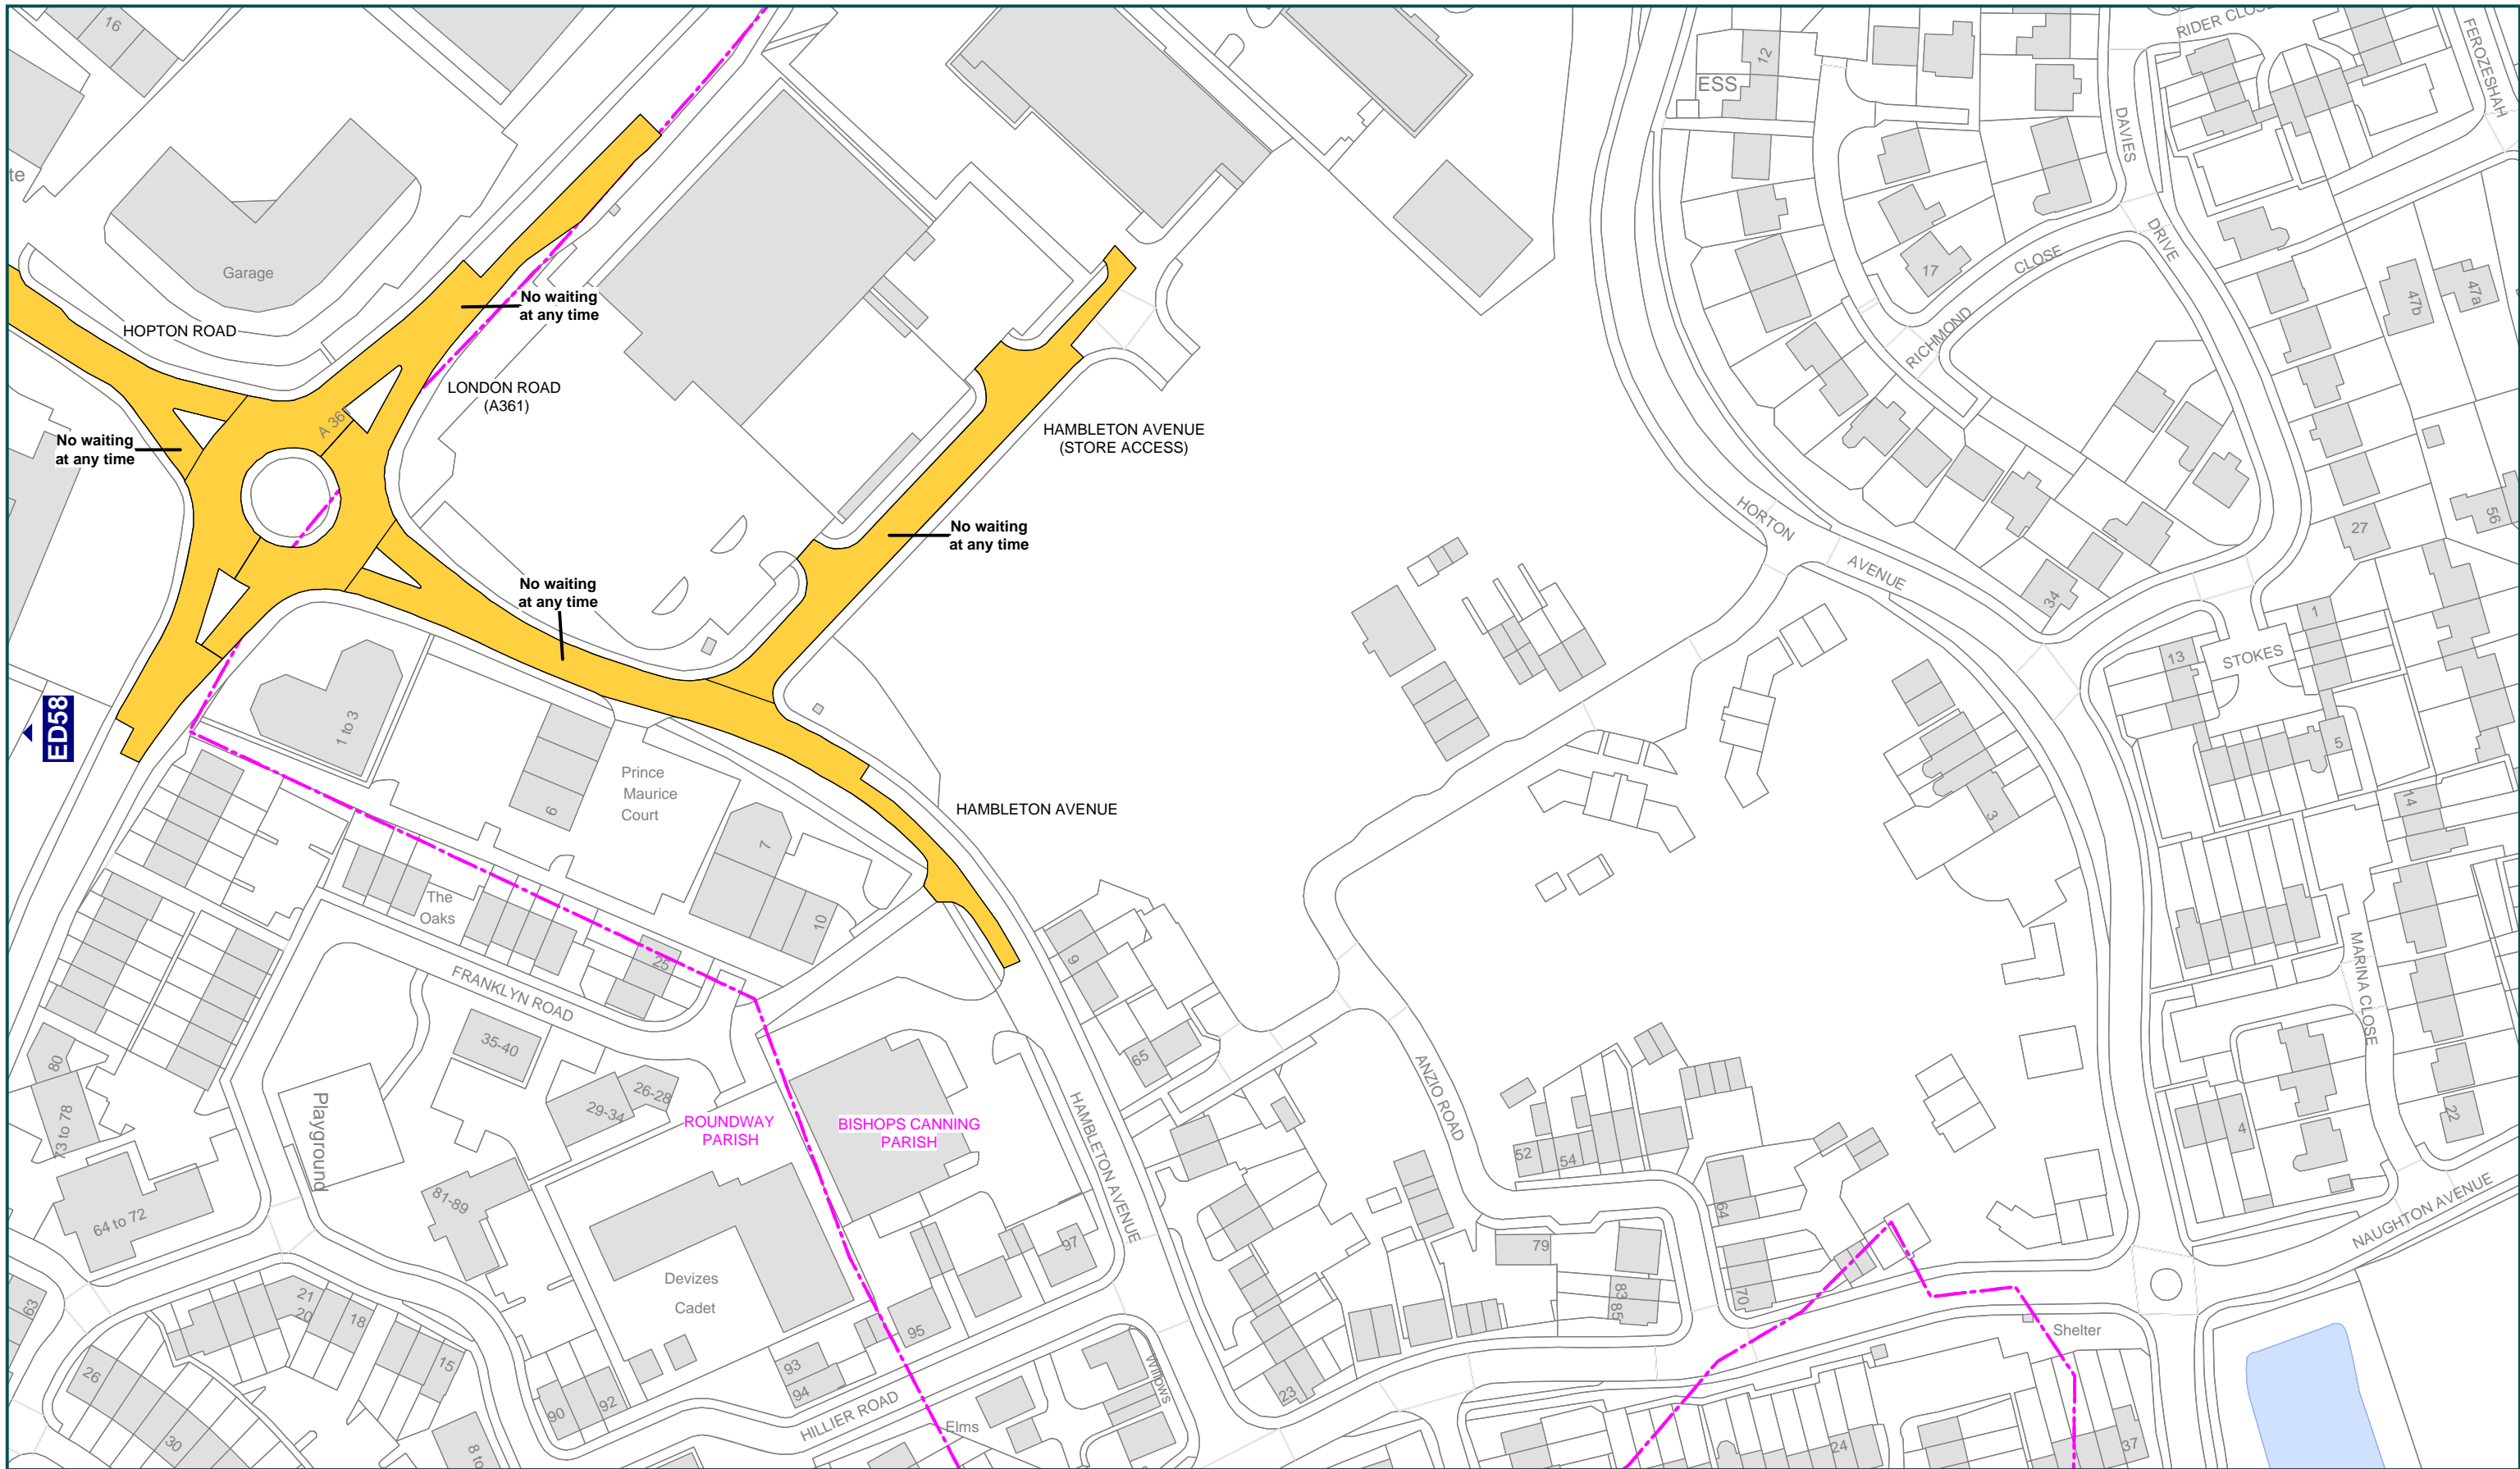 16
te
Garage
HOPTON ROAD
No waiting
at any time
LONDON ROAD
(A361)
No waiting
at any time
HAMBLETON AVENUE
(STORE ACCESS)
No waiting
at any time
No waiting
at any time
ED58
1 to 3
6
Prince
Maurice
Court
7
10
HAMBLETON AVENUE
The
Oaks
25
FRANKLYN ROAD
35-40
29-34
26-28
80
73 to 78
Playground
64 to 72
81-89
ROUNDWAY
PARISH
BISHOPS CANNING
PARISH
Devizes
Cadet
63
21
20
18
15
26
30
8 to
90
92
93
94
95
97
HILLIER ROAD
Elms
Willows
HAMBLETON AVENUE
9
65
23
ANZIO ROAD
52
54
64
70
79
83
85
24
37
Shelter
NAUGHTON AVENUE
22
4
MARINA CLOSE
14
5
3
13
STOKES
1
34
HORTON
AVENUE
RICHMOND
CLOSE
17
12
ESS
DAVIES
DRIVE
FEROZESHAH
47b
47a
27
56